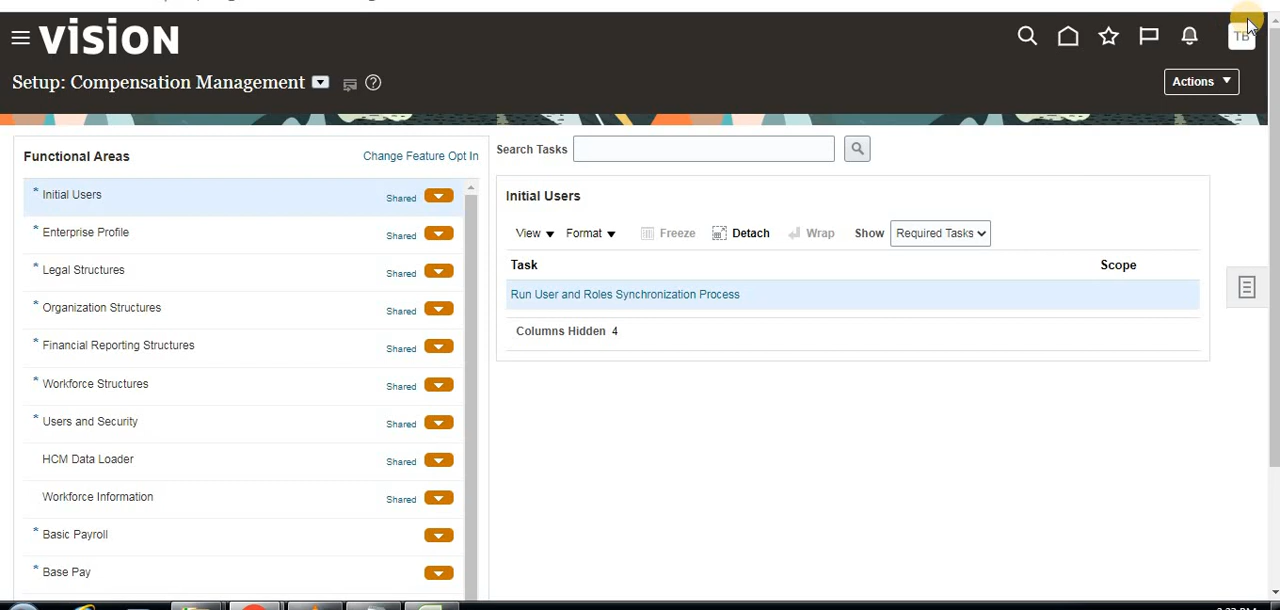 VISION
TB
Setup: Compensation Management
Actions
Functional Areas
Change Feature Opt In
Search Tasks
* Initial Users Shared
* Enterprise Profile Shared
* Legal Structures Shared
* Organization Structures Shared
* Financial Reporting Structures Shared
* Workforce Structures Shared
* Users and Security Shared
HCM Data Loader Shared
Workforce Information Shared
* Basic Payroll
* Base Pay
Initial Users
View Format Freeze Detach Wrap Show Required Tasks
Task Scope
Run User and Roles Synchronization Process
Columns Hidden 4